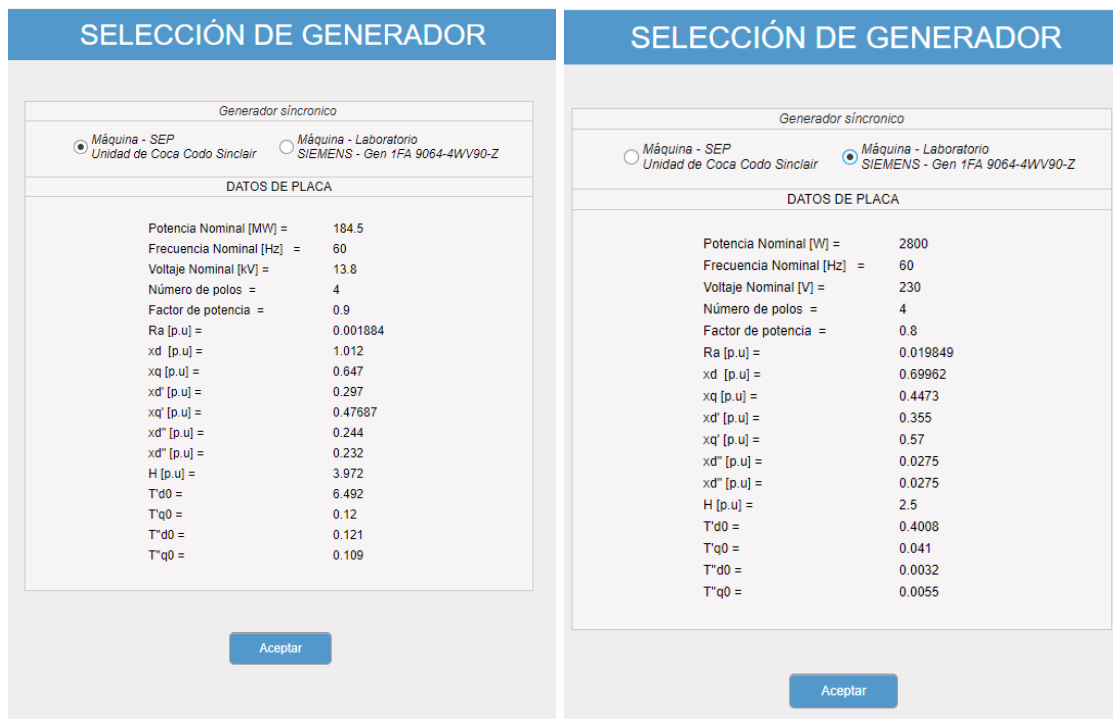 SELECCIÓN DE GENERADOR
Generador síncronico
Máquina - SEP
Unidad de Coca Codo Sinclair
Máquina - Laboratorio
SIEMENS - Gen 1FA 9064-4WV90-Z
DATOS DE PLACA
Potencia Nominal [MW] = 184.5
Frecuencia Nominal [Hz] = 60
Voltaje Nominal [kV] = 13.8
Número de polos = 4
Factor de potencia = 0.9
Ra [p.u] = 0.001884
xd [p.u] = 1.012
xq [p.u] = 0.647
xd' [p.u] = 0.297
xq' [p.u] = 0.47687
xd" [p.u] = 0.244
xd" [p.u] = 0.232
H [p.u] = 3.972
T'd0 = 6.492
T'q0 = 0.12
T"d0 = 0.121
T"q0 = 0.109
Aceptar
SELECCIÓN DE GENERADOR
Generador síncronico
Máquina - SEP
Unidad de Coca Codo Sinclair
Máquina - Laboratorio
SIEMENS - Gen 1FA 9064-4WV90-Z
DATOS DE PLACA
Potencia Nominal [W] = 2800
Frecuencia Nominal [Hz] = 60
Voltaje Nominal [V] = 230
Número de polos = 4
Factor de potencia = 0.8
Ra [p.u] = 0.019849
xd [p.u] = 0.69962
xq [p.u] = 0.4473
xd' [p.u] = 0.355
xq' [p.u] = 0.57
xd" [p.u] = 0.0275
xd" [p.u] = 0.0275
H [p.u] = 2.5
T'd0 = 0.4008
T'q0 = 0.041
T"d0 = 0.0032
T"q0 = 0.0055
Aceptar